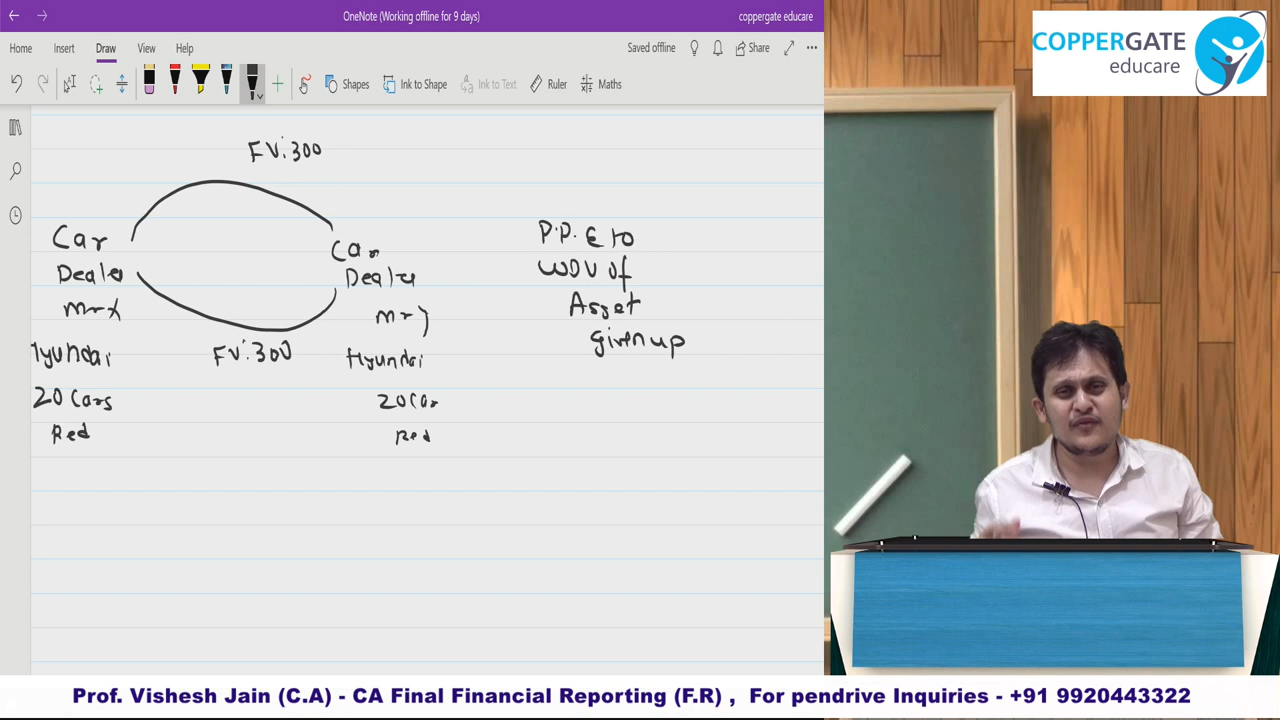 OneNote (Working offline for 9 days)
coppergate educare
Home Insert Draw View Help
Saved offline Share
Shapes Ink to Shape Ink to Text Ruler Maths
COPPERGATE
educare
FV:300
Car
Dealer
Mr X
Hyundai
20 Cars
Red
FV:300
Car
Dealer
Mr Y
Hyundai
20 Car
Red
P.P. E to
WDV of
Asset
given up
Prof. Vishesh Jain (C.A) - CA Final Financial Reporting (F.R) , For pendrive Inquiries - +91 9920443322